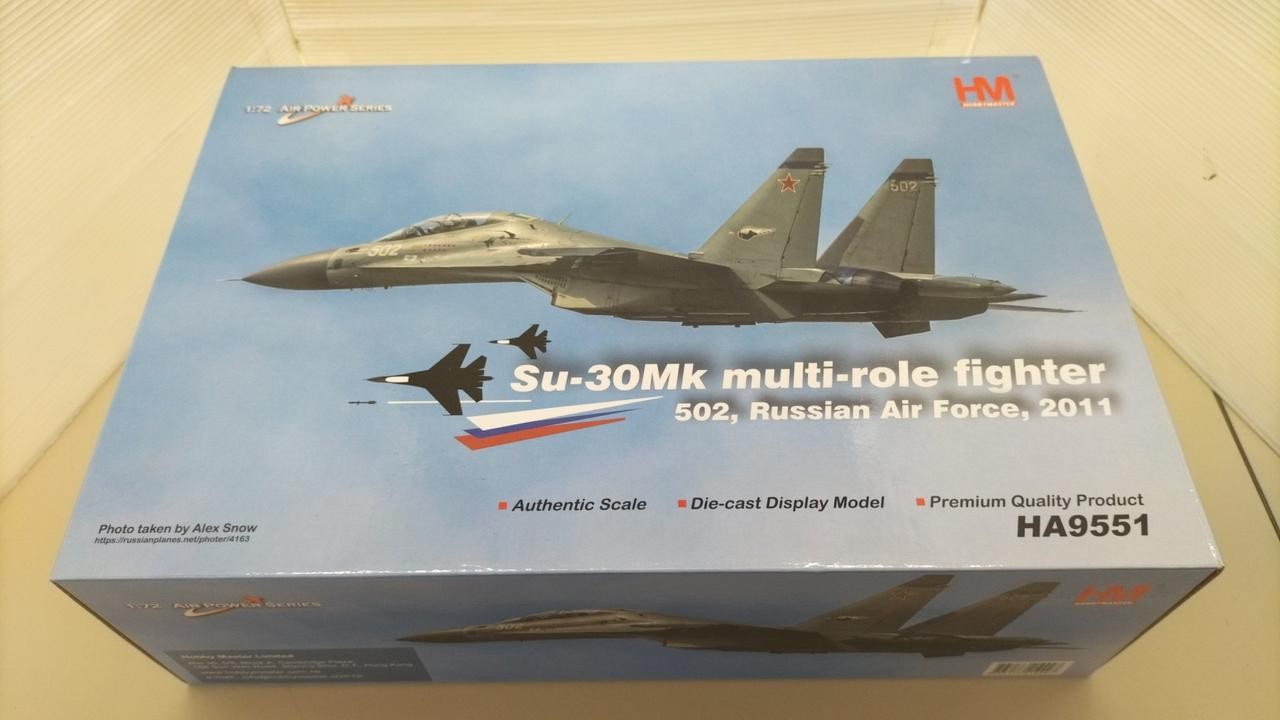 1:72 AIR POWER SERIES
HM
HOBBYMASTER
502
502
Su-30Mk multi-role fighter
502, Russian Air Force, 2011
Authentic Scale
Die-cast Display Model
Premium Quality Product
HA9551
Photo taken by Alex Snow
https://russianplanes.net/photer/4163
1:72 AIR POWER SERIES
HM
HOBBYMASTER
502
Hobby Master Limited